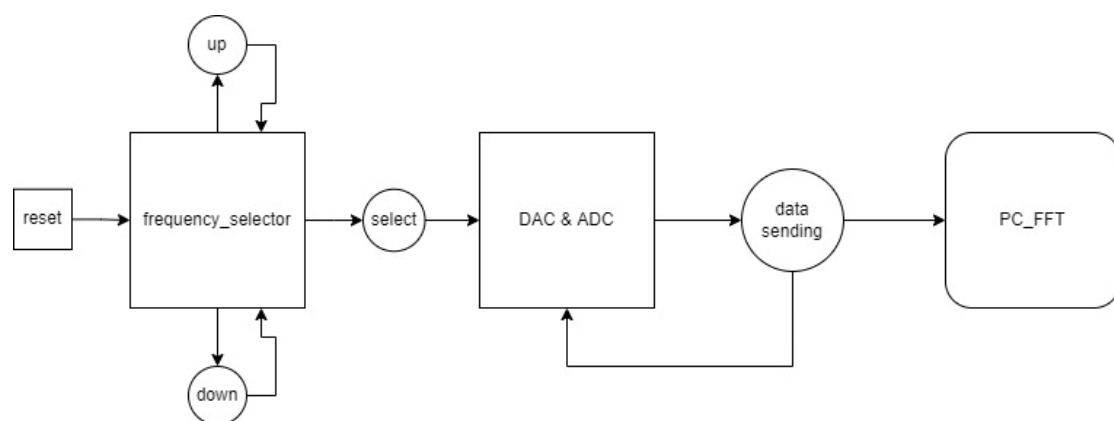 up
reset
frequency_selector
select
DAC & ADC
data
sending
PC_FFT
down